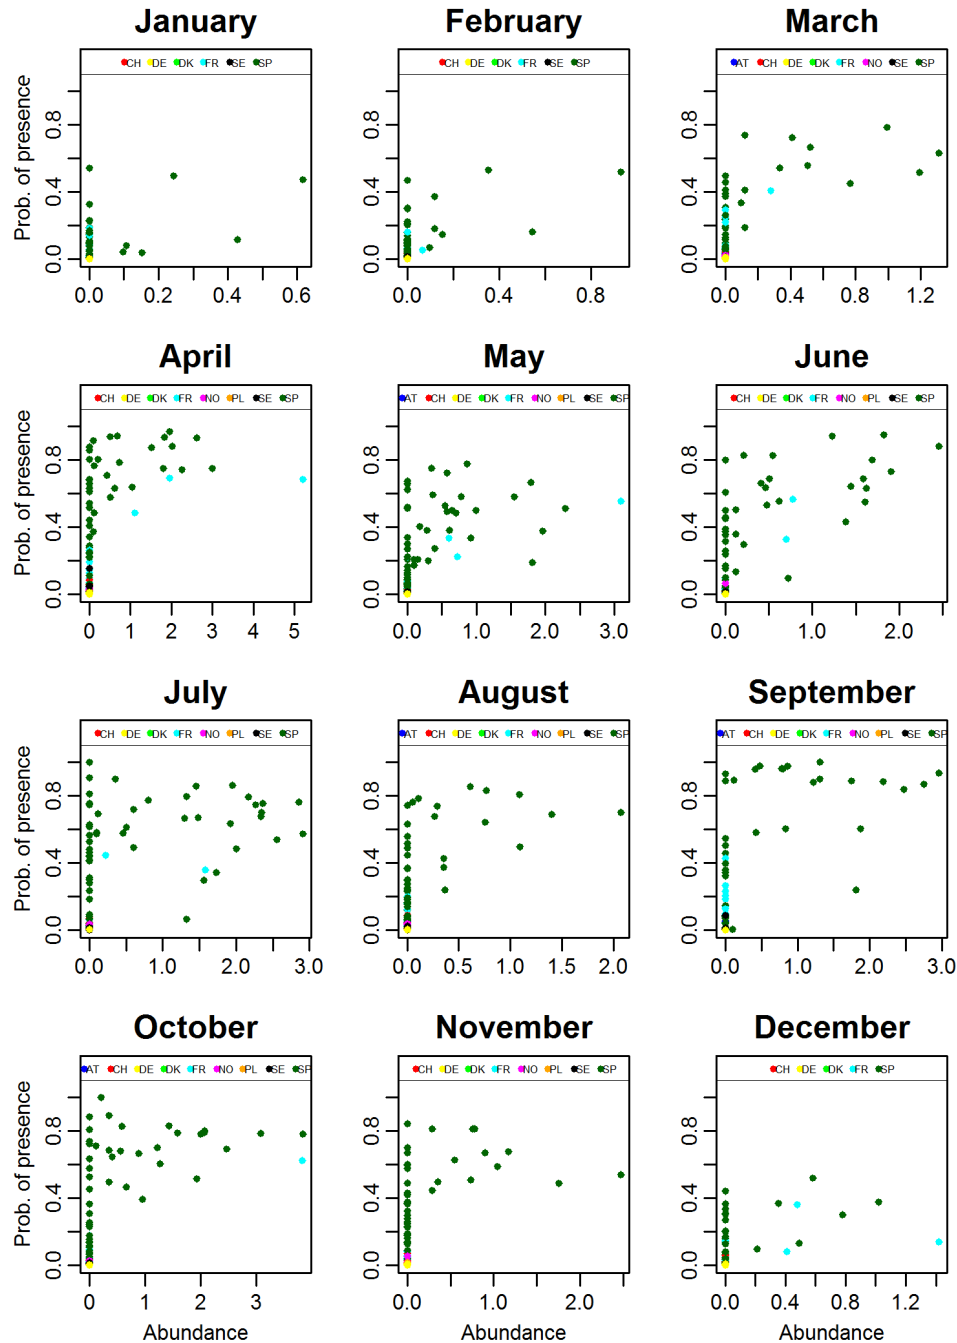 January February March
CH DE DK FR SE SP
CH DE DK FR SE SP
AT CH DE DK FR NO SE SP
Prob. of presence
0.0 0.4 0.8
0.0 0.2 0.4 0.6
0.0 0.4 0.8
0.0 0.4 0.8
0.0 0.4 0.8
0.0 0.4 0.8 1.2
April May June
CH DE DK FR NO PL SE SP
AT CH DE DK FR NO PL SE SP
CH DE DK FR NO PL SE SP
Prob. of presence
0.0 0.4 0.8
0 1 2 3 4 5
0.0 0.4 0.8
0.0 1.0 2.0 3.0
0.0 0.4 0.8
0.0 1.0 2.0
July August September
CH DE DK FR NO PL SE SP
AT CH DE DK FR NO PL SE SP
AT CH DE DK FR NO PL SE SP
Prob. of presence
0.0 0.4 0.8
0.0 1.0 2.0 3.0
0.0 0.4 0.8
0.0 0.5 1.0 1.5 2.0
0.0 0.4 0.8
0.0 1.0 2.0 3.0
October November December
AT CH DE DK FR NO PL SE SP
CH DE DK FR NO PL SE SP
CH DE DK FR SP
Prob. of presence
0.0 0.4 0.8
0 1 2 3
0.0 0.4 0.8
0.0 1.0 2.0
0.0 0.4 0.8
0.0 0.4 0.8 1.2
Abundance Abundance Abundance